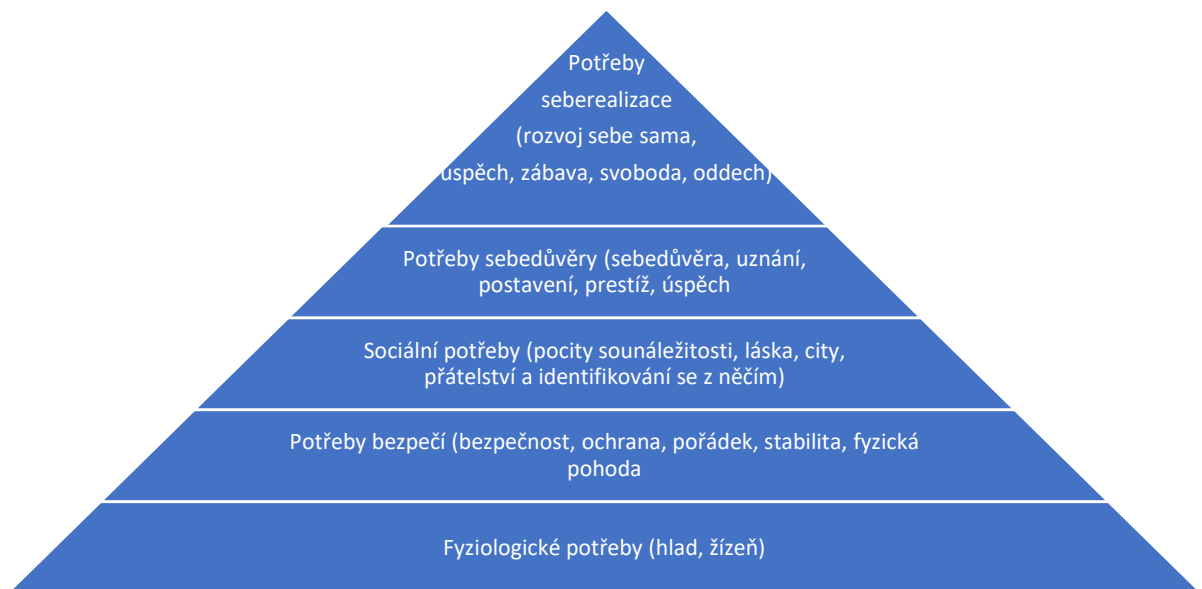 Potřeby
seberealizace
(rozvoj sebe sama,
úspěch, zábava, svoboda, oddech)
Potřeby sebedůvěry (sebedůvěra, uznání,
postavení, prestíž, úspěch
Sociální potřeby (pocity sounáležitosti, láska, city,
přátelství a identifikování se z něčím)
Potřeby bezpečí (bezpečnost, ochrana, pořádek, stabilita, fyzická
pohoda
Fyziologické potřeby (hlad, žízeň)